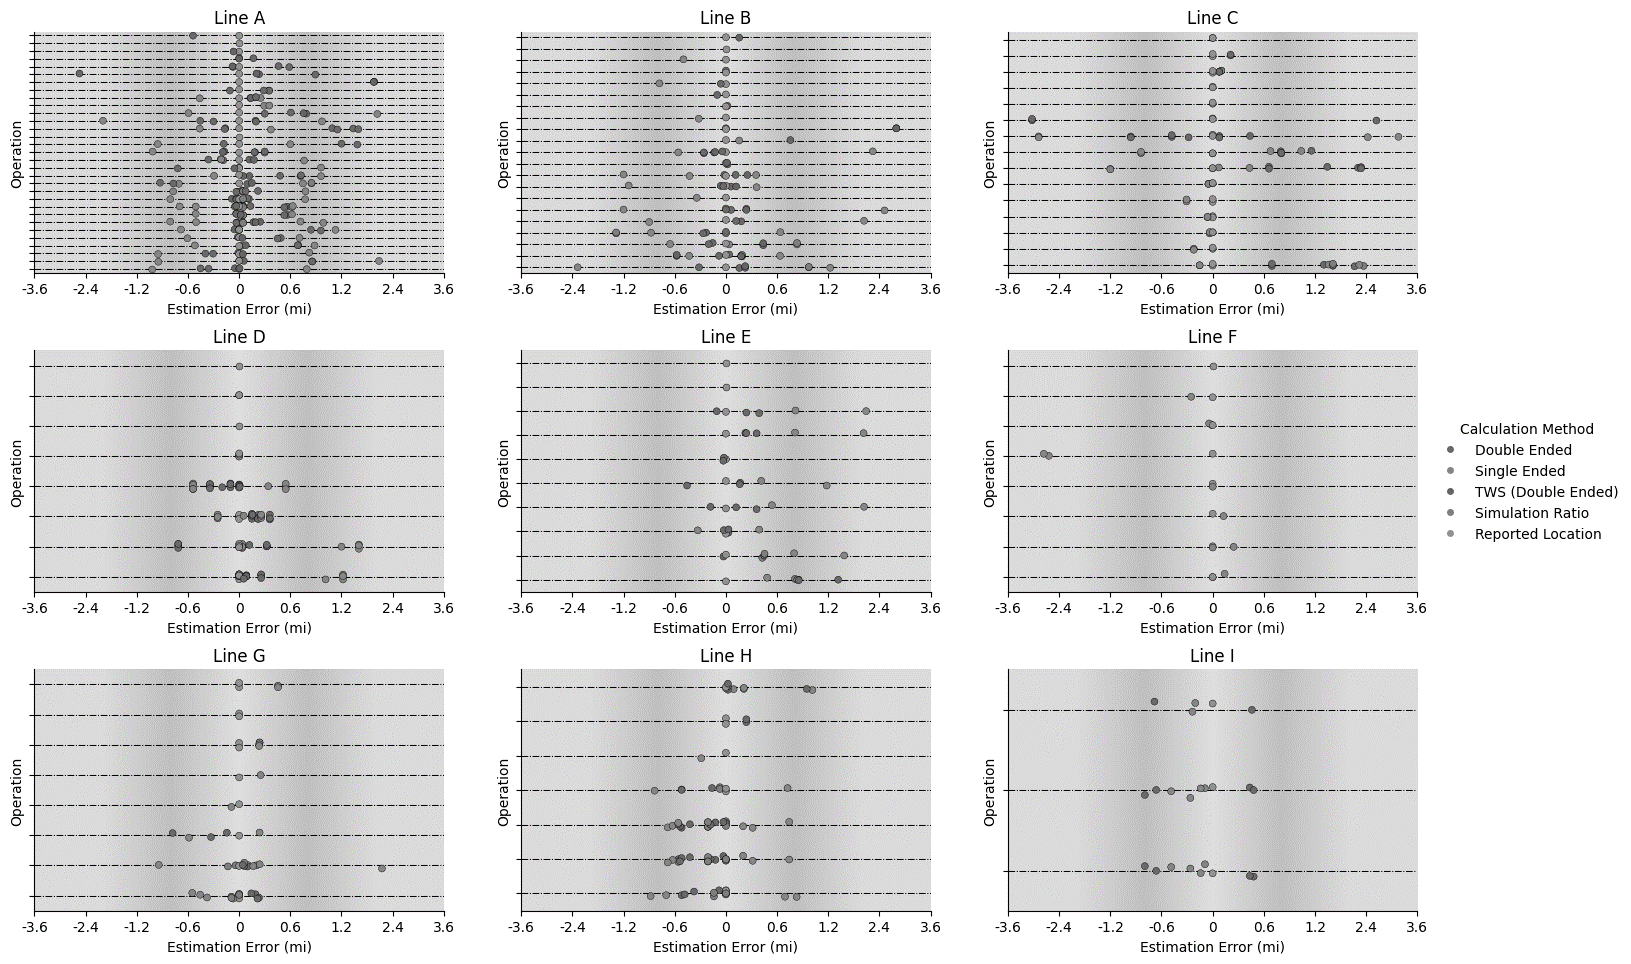 Line A
Line B
Line C
Operation
Operation
Operation
-3.6 -2.4 -1.2 -0.6 0 0.6 1.2 2.4 3.6
-3.6 -2.4 -1.2 -0.6 0 0.6 1.2 2.4 3.6
-3.6 -2.4 -1.2 -0.6 0 0.6 1.2 2.4 3.6
Estimation Error (mi)
Estimation Error (mi)
Estimation Error (mi)
Line D
Line E
Line F
Operation
Operation
Operation
-3.6 -2.4 -1.2 -0.6 0 0.6 1.2 2.4 3.6
-3.6 -2.4 -1.2 -0.6 0 0.6 1.2 2.4 3.6
-3.6 -2.4 -1.2 -0.6 0 0.6 1.2 2.4 3.6
Estimation Error (mi)
Estimation Error (mi)
Estimation Error (mi)
Line G
Line H
Line I
Operation
Operation
Operation
-3.6 -2.4 -1.2 -0.6 0 0.6 1.2 2.4 3.6
-3.6 -2.4 -1.2 -0.6 0 0.6 1.2 2.4 3.6
-3.6 -2.4 -1.2 -0.6 0 0.6 1.2 2.4 3.6
Estimation Error (mi)
Estimation Error (mi)
Estimation Error (mi)
Calculation Method
Double Ended
Single Ended
TWS (Double Ended)
Simulation Ratio
Reported Location